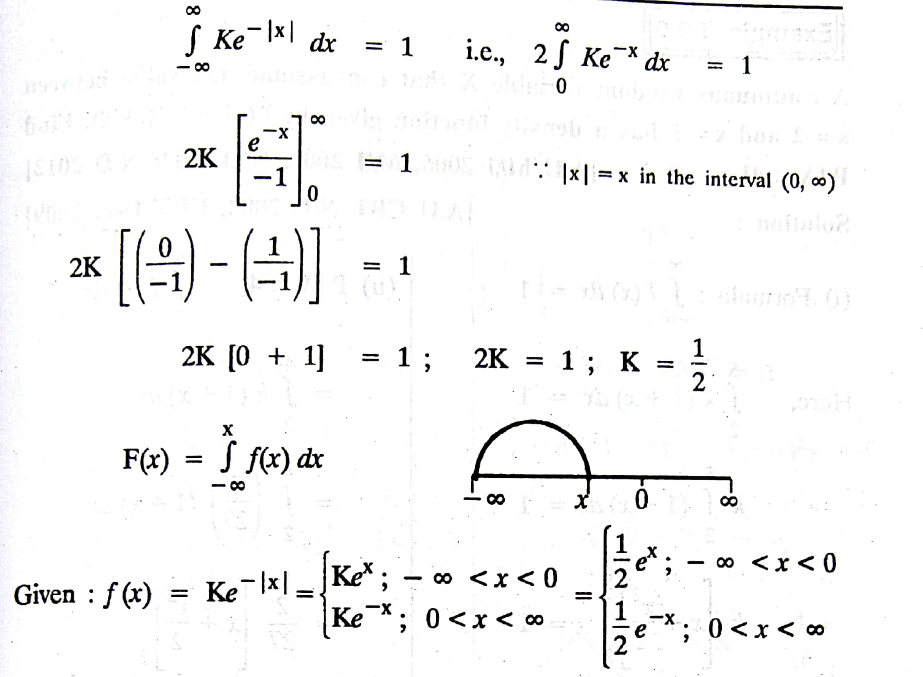 ∞∫−∞ Ke^−|x| dx = 1 i.e., 2 ∞∫0 Ke^−x dx = 1
2K [e^−x / −1]∞0 = 1 ∵ |x| = x in the interval (0, ∞)
2K [(0/−1) − (1/−1)] = 1
2K [0 + 1] = 1 ; 2K = 1 ; K = 1/2
F(x) = x∫−∞ f(x) dx
− ∞ x 0 ∞
Given : f (x) = Ke^−|x| = { Ke^x ; − ∞ < x < 0 = { 1/2 e^x ; − ∞ < x < 0
Ke^−x ; 0 < x < ∞ 1/2 e^−x ; 0 < x < ∞